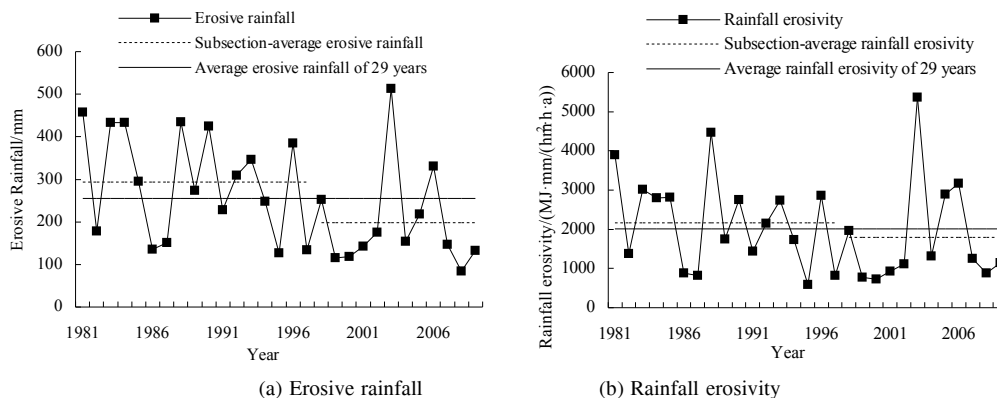 Erosive rainfall
Subsection-average erosive rainfall
Average erosive rainfall of 29 years
600
500
400
300
200
100
0
Erosive Rainfall/mm
1981 1986 1991 1996 2001 2006
Year
(a) Erosive rainfall
Rainfall erosivity
Subsection-average rainfall erosivity
Average rainfall erosivity of 29 years
6000
5000
4000
3000
2000
1000
0
Rainfall erosivity/(MJ·mm/(hm²·h·a))
1981 1986 1991 1996 2001 2006
Year
(b) Rainfall erosivity